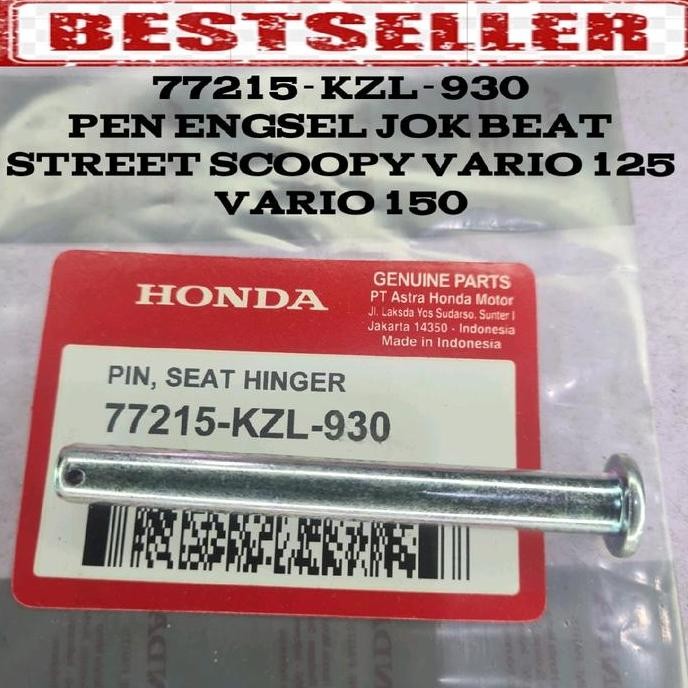 BESTSELLER
77215-KZL-930
PEN ENGSEL JOK BEAT
STREET SCOOPY VARIO 125
VARIO 150
HONDA
GENUINE PARTS
PT Astra Honda Motor
Jl. Laksda Yos Sudarso, Sunter I
Jakarta 14350 - Indonesia
Made in Indonesia
PIN, SEAT HINGER
77215-KZL-930
HONDA